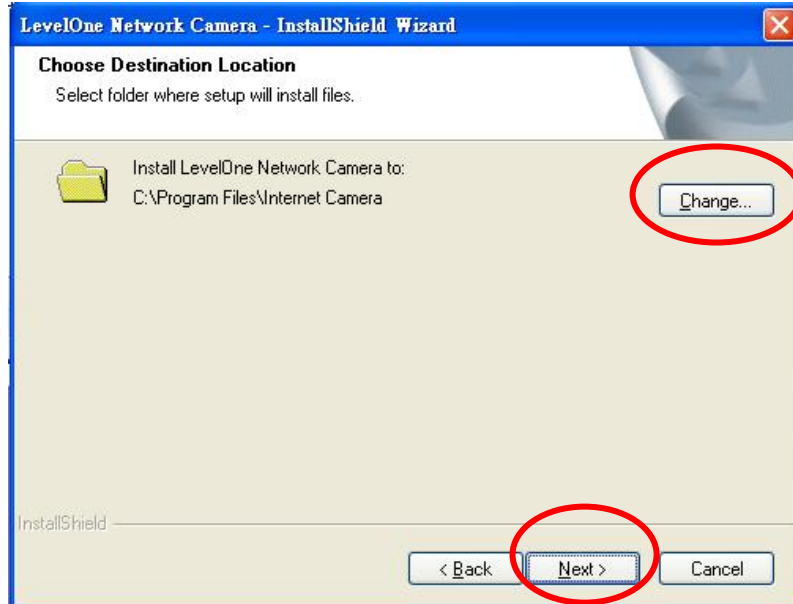 LevelOne Network Camera - InstallShield Wizard
Choose Destination Location
Select folder where setup will install files.
Install LevelOne Network Camera to:
C:\Program Files\Internet Camera
Change...
InstallShield
< Back
Next >
Cancel